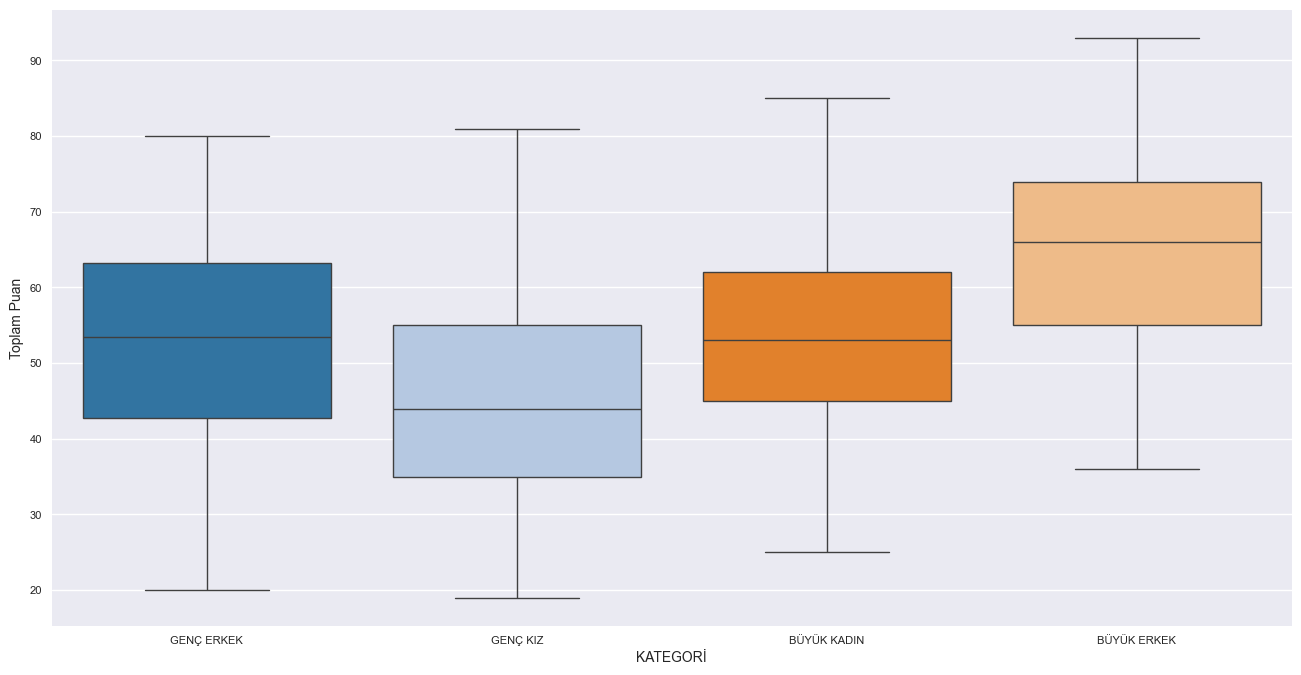 90
80
70
60
50
40
30
20
Toplam Puan
GENÇ ERKEK
GENÇ KIZ
BÜYÜK KADIN
BÜYÜK ERKEK
KATEGORİ